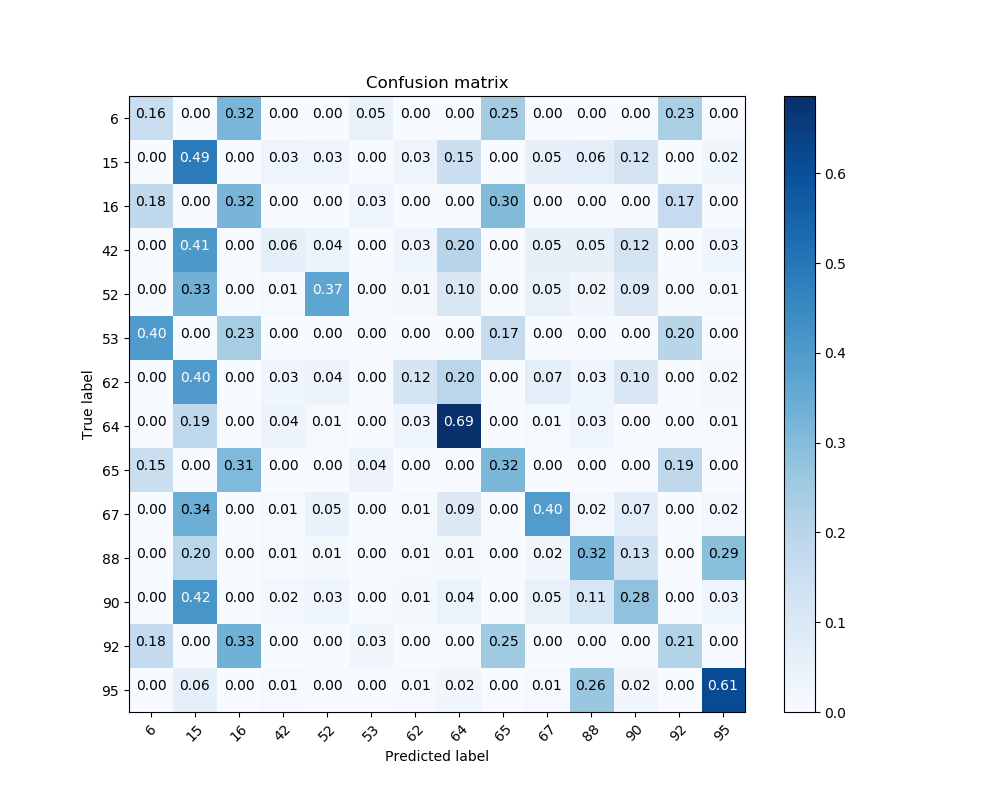 Confusion matrix
6 0.16 0.00 0.32 0.00 0.00 0.05 0.00 0.00 0.25 0.00 0.00 0.00 0.23 0.00
15 0.00 0.49 0.00 0.03 0.03 0.00 0.03 0.15 0.00 0.05 0.06 0.12 0.00 0.02
16 0.18 0.00 0.32 0.00 0.00 0.03 0.00 0.00 0.30 0.00 0.00 0.00 0.17 0.00
42 0.00 0.41 0.00 0.06 0.04 0.00 0.03 0.20 0.00 0.05 0.05 0.12 0.00 0.03
52 0.00 0.33 0.00 0.01 0.37 0.00 0.01 0.10 0.00 0.05 0.02 0.09 0.00 0.01
53 0.40 0.00 0.23 0.00 0.00 0.00 0.00 0.00 0.17 0.00 0.00 0.00 0.20 0.00
62 0.00 0.40 0.00 0.03 0.04 0.00 0.12 0.20 0.00 0.07 0.03 0.10 0.00 0.02
64 0.00 0.19 0.00 0.04 0.01 0.00 0.03 0.69 0.00 0.01 0.03 0.00 0.00 0.01
65 0.15 0.00 0.31 0.00 0.00 0.04 0.00 0.00 0.32 0.00 0.00 0.00 0.19 0.00
67 0.00 0.34 0.00 0.01 0.05 0.00 0.01 0.09 0.00 0.40 0.02 0.07 0.00 0.02
88 0.00 0.20 0.00 0.01 0.01 0.00 0.01 0.01 0.00 0.02 0.32 0.13 0.00 0.29
90 0.00 0.42 0.00 0.02 0.03 0.00 0.01 0.04 0.00 0.05 0.11 0.28 0.00 0.03
92 0.18 0.00 0.33 0.00 0.00 0.03 0.00 0.00 0.25 0.00 0.00 0.00 0.21 0.00
95 0.00 0.06 0.00 0.01 0.00 0.00 0.01 0.02 0.00 0.01 0.26 0.02 0.00 0.61
6 15 16 42 52 53 62 64 65 67 88 90 92 95
Predicted label
True label
0.6
0.5
0.4
0.3
0.2
0.1
0.0